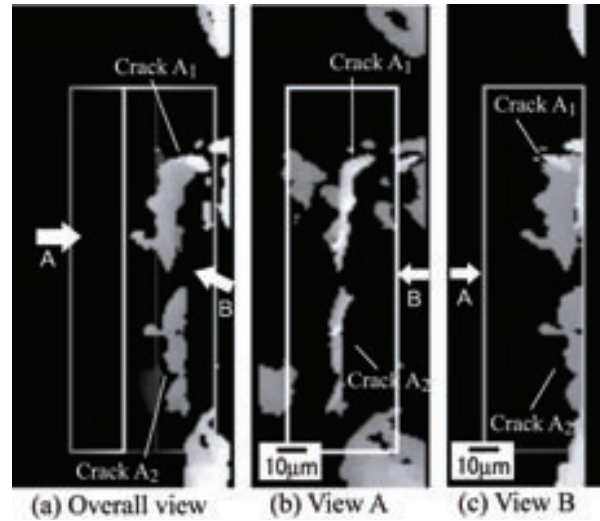 Crack A1
A
B
Crack A2
(a) Overall view
Crack A1
B
Crack A2
10μm
(b) View A
Crack A1
A
Crack A2
10μm
(c) View B